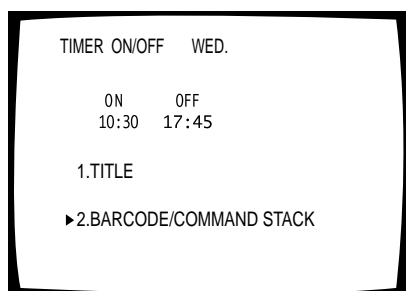 TIMER ON/OFF WED.
ON OFF
10:30 17:45
1.TITLE
▶2.BARCODE/COMMAND STACK